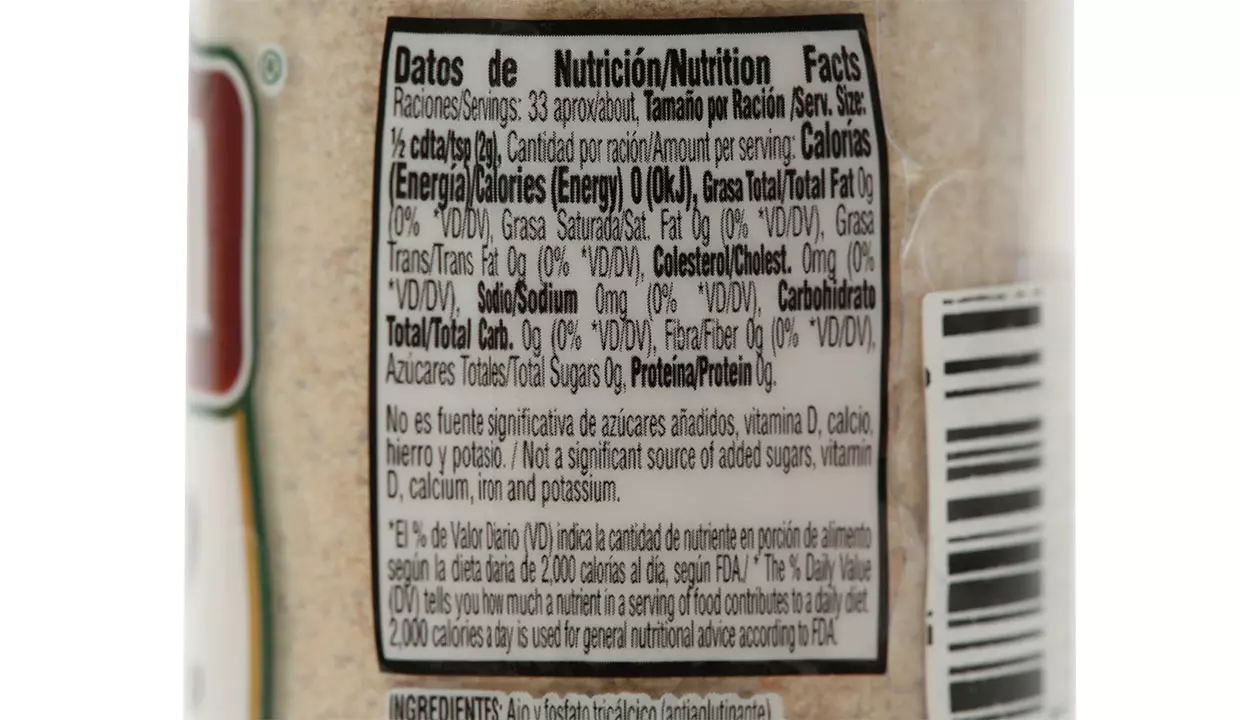 ®
Datos de Nutrición/Nutrition Facts
Raciones/Servings: 33 aprox/about, Tamaño por Ración /Serv. Size:
½ cdta/tsp (2g), Cantidad por ración/Amount per serving: Calorías
(Energía)/Calories (Energy) 0 (0kJ), Grasa Total/Total Fat 0g
(0% *VD/DV), Grasa Saturada/Sat. Fat 0g (0% *VD/DV), Grasa
Trans/Trans Fat 0g (0% *VD/DV), Colesterol/Cholest. 0mg (0%
*VD/DV), Sodio/Sodium 0mg (0% *VD/DV), Carbohidrato
Total/Total Carb. 0g (0% *VD/DV), Fibra/Fiber 0g (0% *VD/DV),
Azúcares Totales/Total Sugars 0g, Proteína/Protein 0g.
No es fuente significativa de azúcares añadidos, vitamina D, calcio,
hierro y potasio. / Not a significant source of added sugars, vitamin
D, calcium, iron and potassium.
*El % de Valor Diario (VD) indica la cantidad de nutriente en porción de alimento
según la dieta daria de 2,000 calorías al día, según FDA./ * The % Daily Value
(DV) tells you how much a nutrient in a serving of food contributes to a daily diet.
2,000 calories a day is used for general nutritional advice according to FDA.
INGREDIENTES: Ajo y fosfato tricálcico (antiaglutinante)